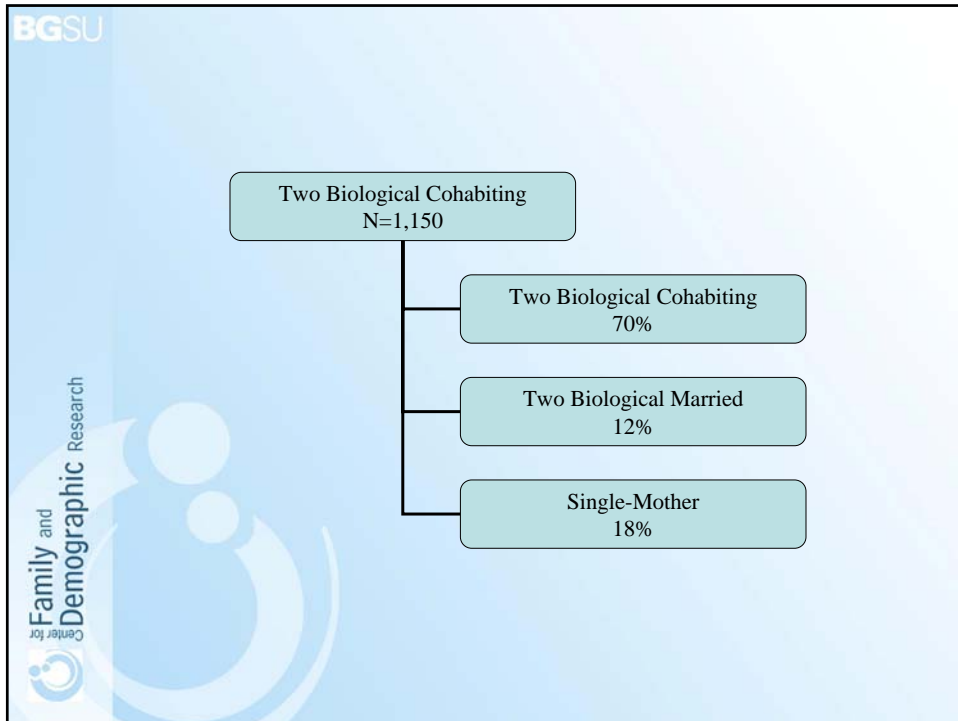 BGSU
Two Biological Cohabiting
N=1,150
Two Biological Cohabiting
70%
Two Biological Married
12%
Single-Mother
18%
Center for
Family and
Demographic Research